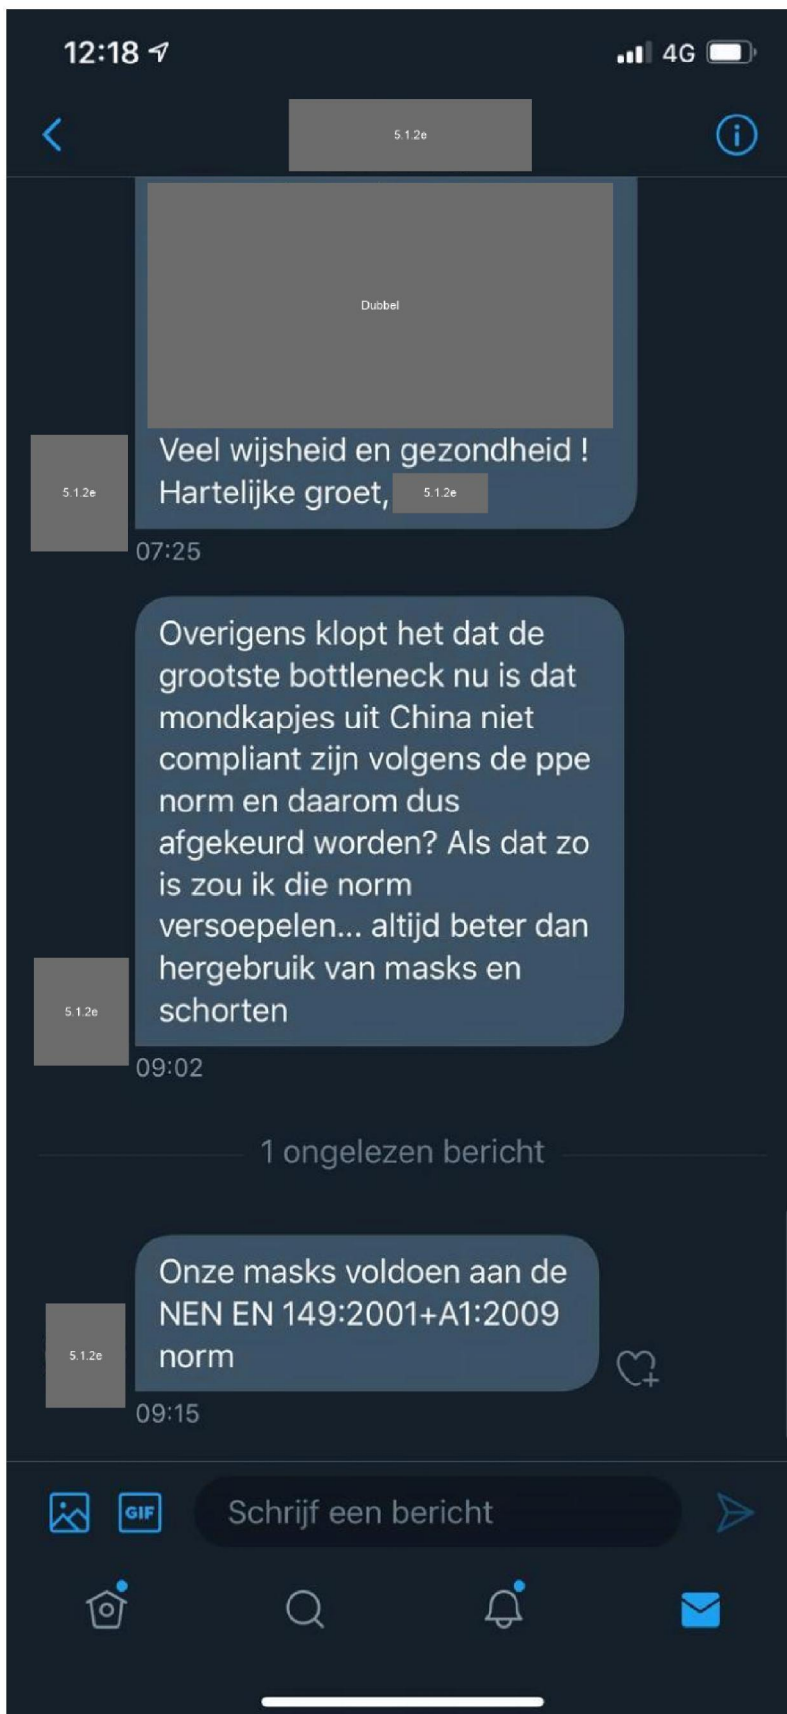 12:18
4G
5.1.2e
Dubbel
Veel wijsheid en gezondheid !
Hartelijke groet, 5.1.2e
5.1.2e
07:25
Overigens klopt het dat de
grootste bottleneck nu is dat
mondkapjes uit China niet
compliant zijn volgens de ppe
norm en daarom dus
afgekeurd worden? Als dat zo
is zou ik die norm
versoepelen... altijd beter dan
hergebruik van masks en
schorten
5.1.2e
09:02
1 ongelezen bericht
Onze masks voldoen aan de
NEN EN 149:2001+A1:2009
norm
5.1.2e
09:15
GIF
Schrijf een bericht